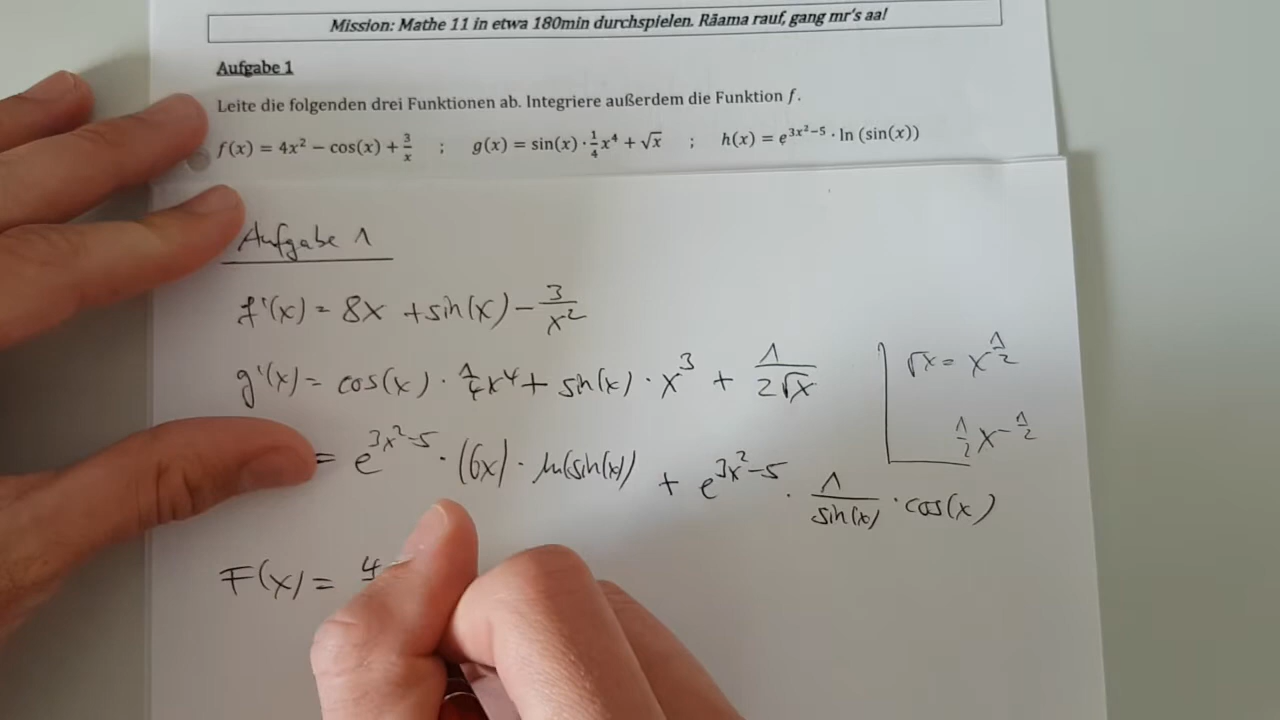 Mission: Mathe 11 in etwa 180min durchspielen. Rāama rauf, gang mr's aa!
Aufgabe 1
Leite die folgenden drei Funktionen ab. Integriere außerdem die Funktion f.
f(x) = 4x² − cos(x) + 3/x ; g(x) = sin(x) · 1/4 x⁴ + √x ; h(x) = e^(3x²−5) · ln (sin(x))
Aufgabe 1
f'(x) = 8x + sin(x) − 3/x²
g'(x) = cos(x) · 1/4 x⁴ + sin(x) · x³ + 1/(2√x)
√x = x^(1/2)
1/2 x^(−1/2)
= e^(3x²−5) · (6x) · ln(sin(x)) + e^(3x²−5) · 1/sin(x) · cos(x)
F(x) = 4